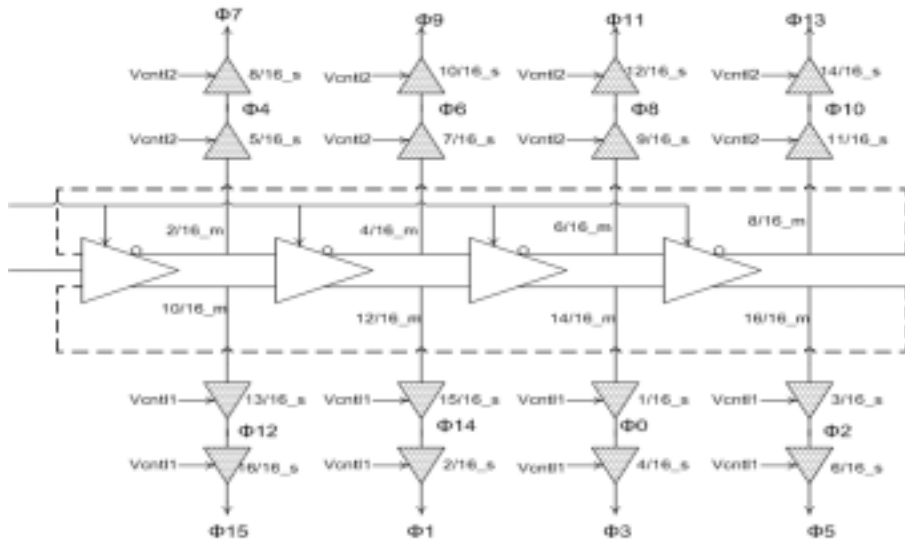 Φ7 Φ9 Φ11 Φ13
Vcntl2 8/16_s Vcntl2 10/16_s Vcntl2 12/16_s Vcntl2 14/16_s
Φ4 Φ6 Φ8 Φ10
Vcntl2 5/16_s Vcntl2 7/16_s Vcntl2 9/16_s Vcntl2 11/16_s
2/16_m 4/16_m 6/16_m 8/16_m
10/16_m 12/16_m 14/16_m 16/16_m
Vcntl1 13/16_s Vcntl1 15/16_s Vcntl1 1/16_s Vcntl1 3/16_s
Φ12 Φ14 Φ0 Φ2
Vcntl1 16/16_s Vcntl1 2/16_s Vcntl1 4/16_s Vcntl1 6/16_s
Φ15 Φ1 Φ3 Φ5